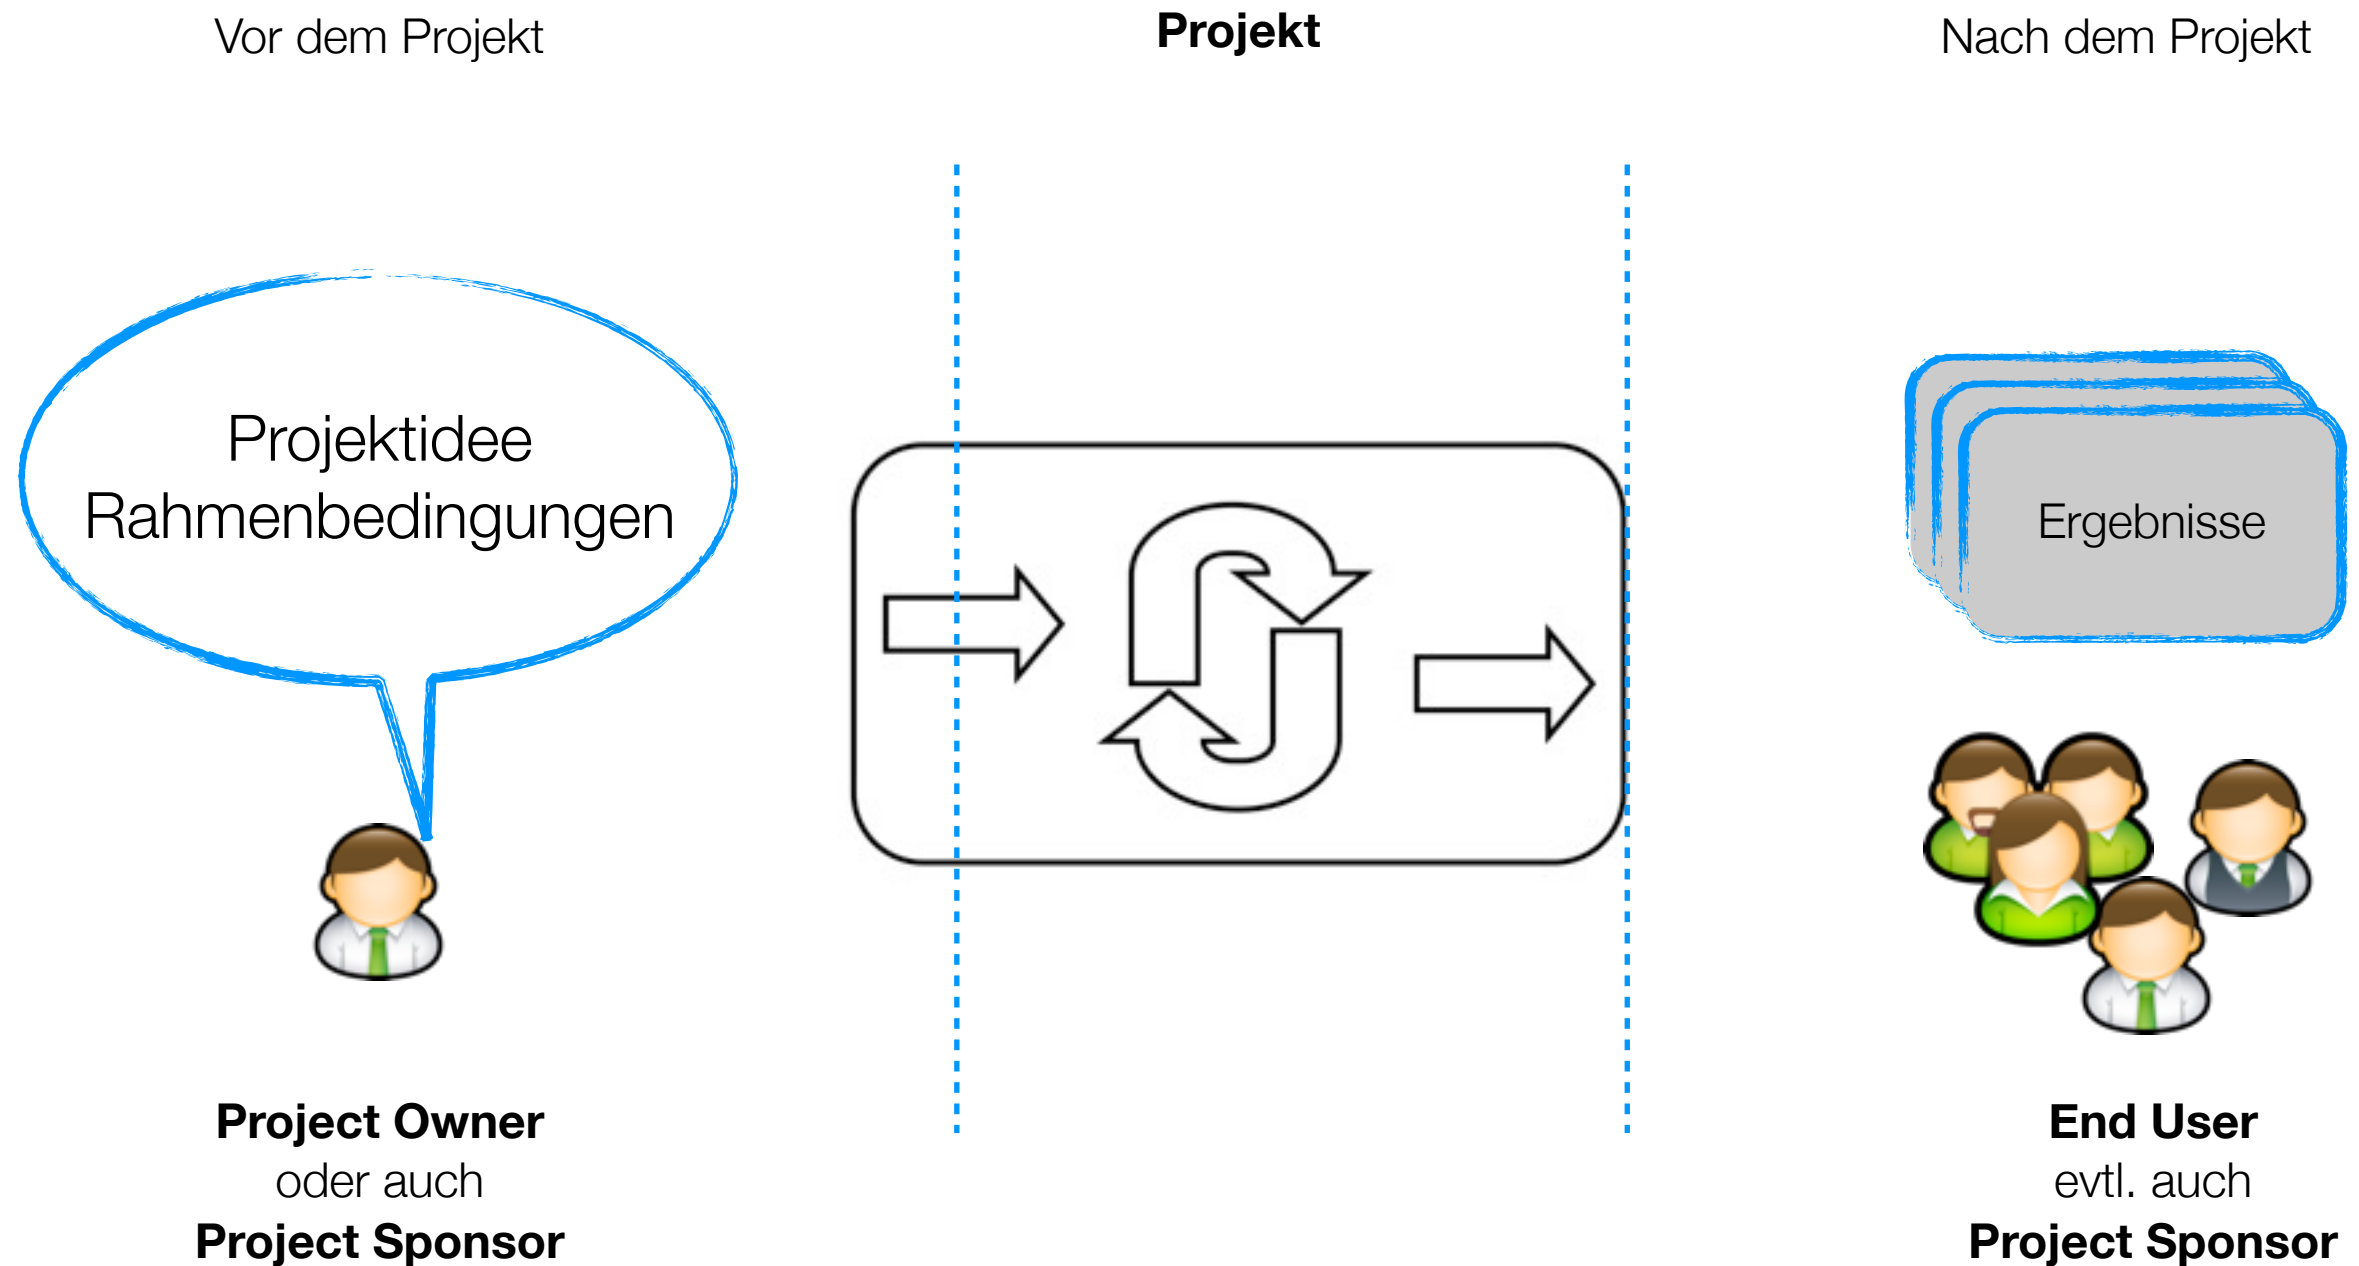 Vor dem Projekt
Projekt
Nach dem Projekt
Projektidee
Rahmenbedingungen
Ergebnisse
Project Owner
oder auch
Project Sponsor
End User
evtl. auch
Project Sponsor